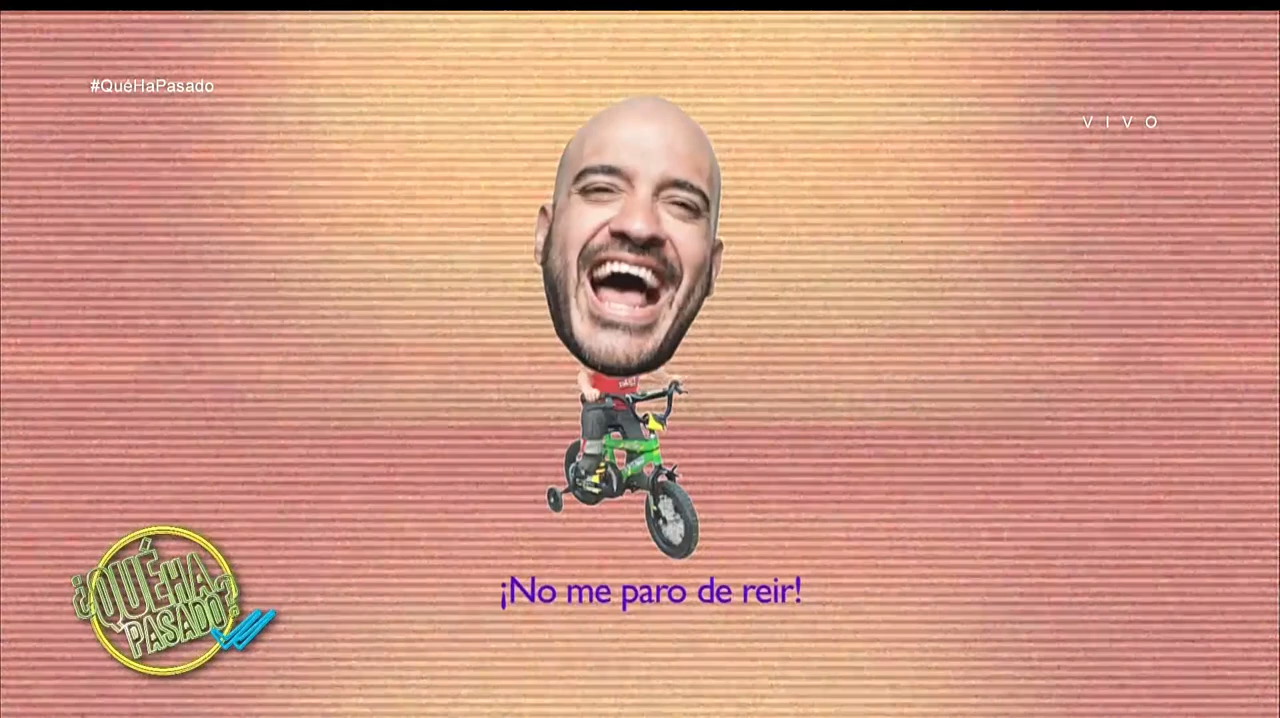 #QuéHaPasado
VIVO
¡No me paro de reir!
¿QUÉ HA
PASADO?